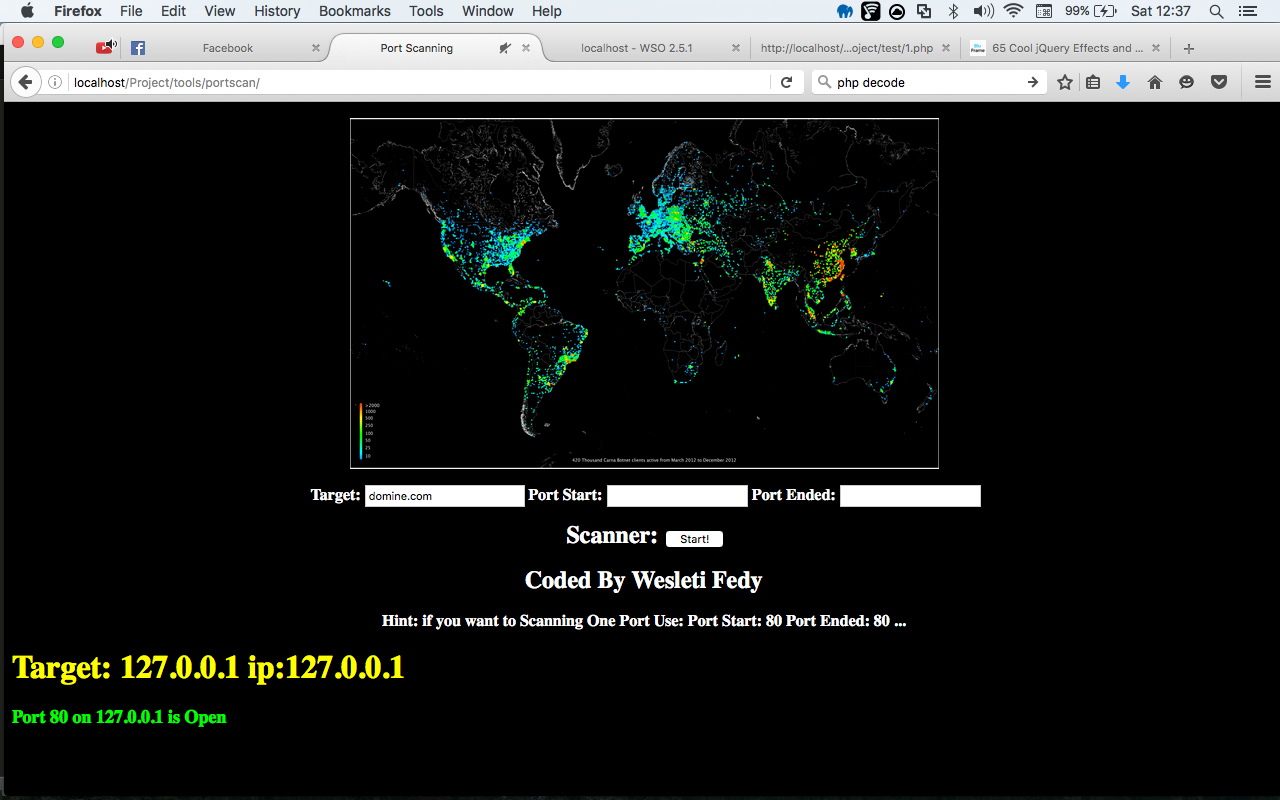 Firefox File Edit View History Bookmarks Tools Window Help 99% Sat 12:37
Facebook Port Scanning localhost - WSO 2.5.1 http://localhost/...oject/test/1.php 65 Cool jQuery Effects and ...
localhost/Project/tools/portscan/ php decode
>2000
1000
500
250
100
50
25
10
420 Thousand Carna Botnet clients active from March 2012 to December 2012
Target: domine.com Port Start: Port Ended:
Scanner: Start!
Coded By Wesleti Fedy
Hint: if you want to Scanning One Port Use: Port Start: 80 Port Ended: 80 ...
Target: 127.0.0.1 ip:127.0.0.1
Port 80 on 127.0.0.1 is Open